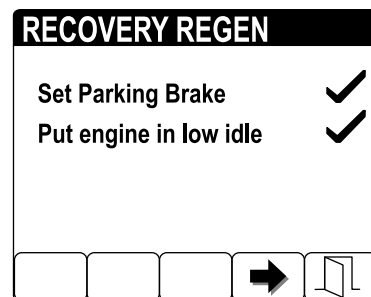 RECOVERY REGEN
Set Parking Brake
Put engine in low idle